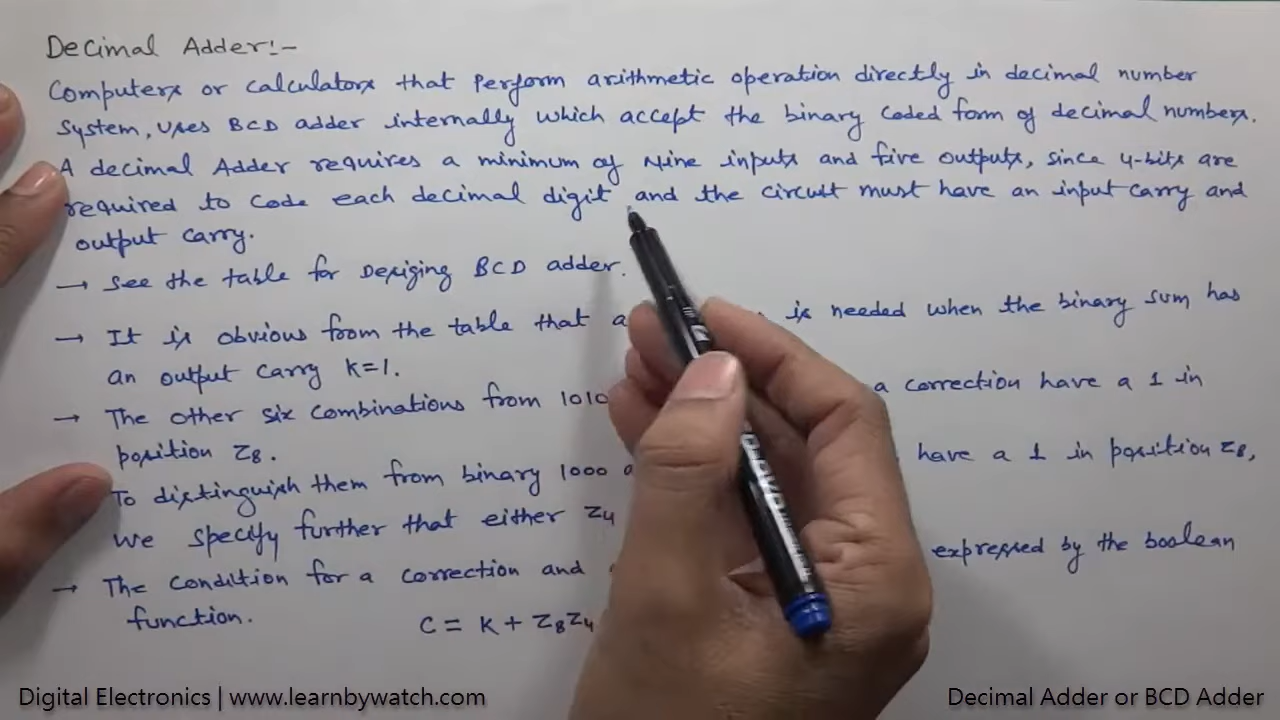 Decimal Adder:-
Computers or calculators that perform arithmetic operation directly in decimal number
System, uses BCD adder internally which accept the binary coded form of decimal numbers.
A decimal Adder requires a minimum of Nine inputs and five outputs, since 4-bits are
required to code each decimal digit and the circuit must have an input carry and
output carry.
→ See the table for Desiging BCD adder.
→ It is obvious from the table that a is needed when the binary sum has
an output carry K=1.
→ The other six combinations from 1010 a correction have a 1 in
position Z8.
To distinguish them from binary 1000 have a 1 in position Z8,
we specify further that either Z4
→ The condition for a correction and expressed by the boolean
function.
C = K + Z8Z4
Digital Electronics | www.learnbywatch.com
Decimal Adder or BCD Adder